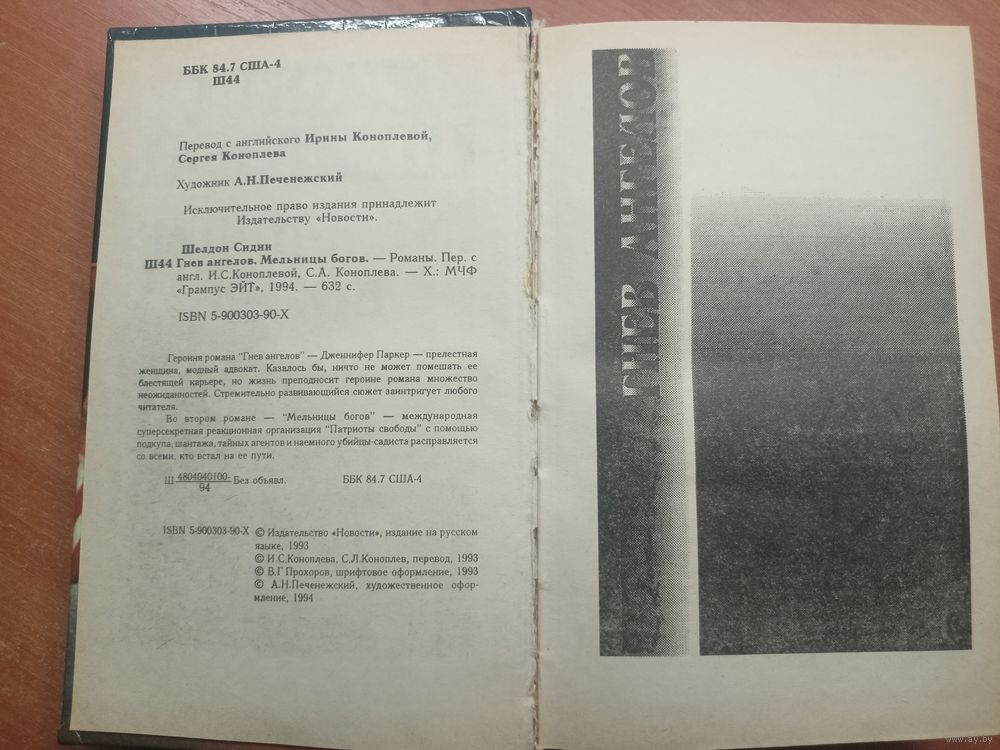 ББК 84.7 США-4
Ш44
Перевод с английского Ирины Коноплевой,
Сергея Коноплева
Художник А.Н.Печенежский
Исключительное право издания принадлежит
Издательству «Новости».
Шелдон Сидни
Ш44 Гнев ангелов. Мельницы богов. — Романы. Пер. с
англ. И.С.Коноплевой, С.А. Коноплева. — Х.: МЧФ
«Грампус ЭЙТ», 1994. — 632 с.
ISBN 5-900303-90-X
Героиня романа "Гнев ангелов" — Дженнифер Паркер — прелестная
женщина, модный адвокат. Казалось бы, ничто не может помешать ее
блестящей карьере, но жизнь преподносит героине романа множество
неожиданностей. Стремительно развивающийся сюжет заинтригует любого
читателя.
Во втором романе — "Мельницы богов" — международная
суперсекретная реакционная организация "Патриоты свободы" с помощью
подкупа, шантажа, тайных агентов и наемного убийцы-садиста расправляется
со всеми, кто встал на ее пути.
Ш 4804040100-
94 Без объявл. ББК 84.7 США-4
ISBN 5-900303-90-X © Издательство «Новости», издание на русском
языке, 1993
© И.С.Коноплева, С.Л.Коноплев, перевод, 1993
© В.Г.Прохоров, шрифтовое оформление, 1993
© А.Н.Печенежский, художественное офор-
мление, 1994
ГНЕВ АНГЕЛОВ
www.ay.by